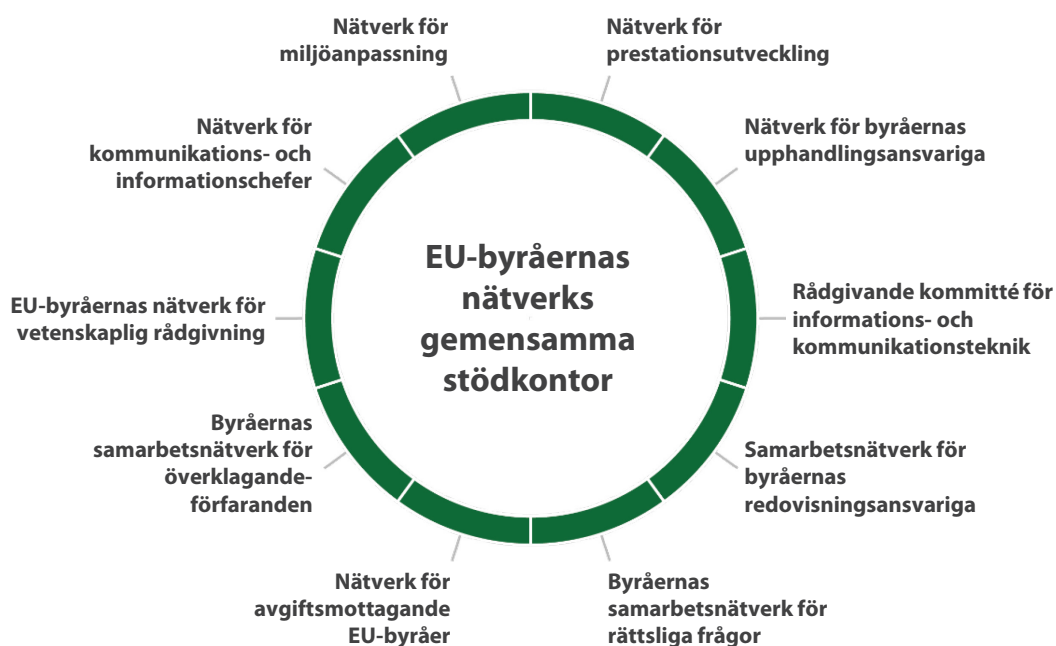 Nätverk för
miljöanpassning
Nätverk för
prestationsutveckling
Nätverk för
kommunikations- och
informationschefer
Nätverk för byråernas
upphandlingsansvariga
EU-byråernas
nätverks
gemensamma
stödkontor
EU-byråernas nätverk för
vetenskaplig rådgivning
Rådgivande kommitté för
informations- och
kommunikationsteknik
Byråernas
samarbetsnätverk för
överklagande-
förfaranden
Samarbetsnätverk för
byråernas
redovisningsansvariga
Nätverk för
avgiftsmottagande
EU-byråer
Byråernas
samarbetsnätverk för
rättsliga frågor